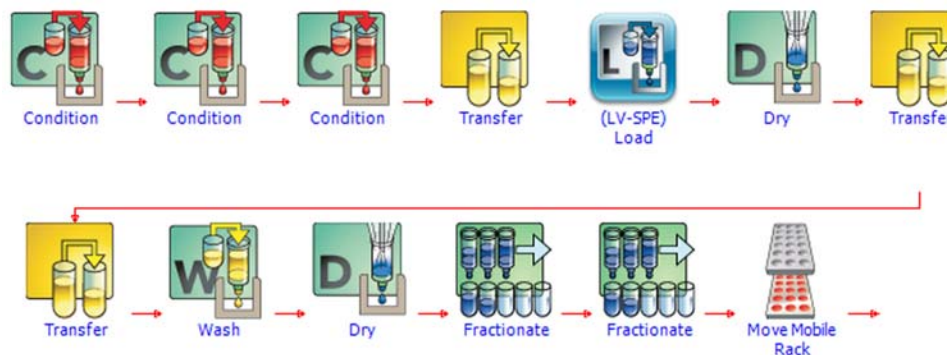 C
C
C
L
D
Condition
Condition
Condition
Transfer
(LV-SPE)
Load
Dry
Transfer
W
D
Transfer
Wash
Dry
Fractionate
Fractionate
Move Mobile
Rack